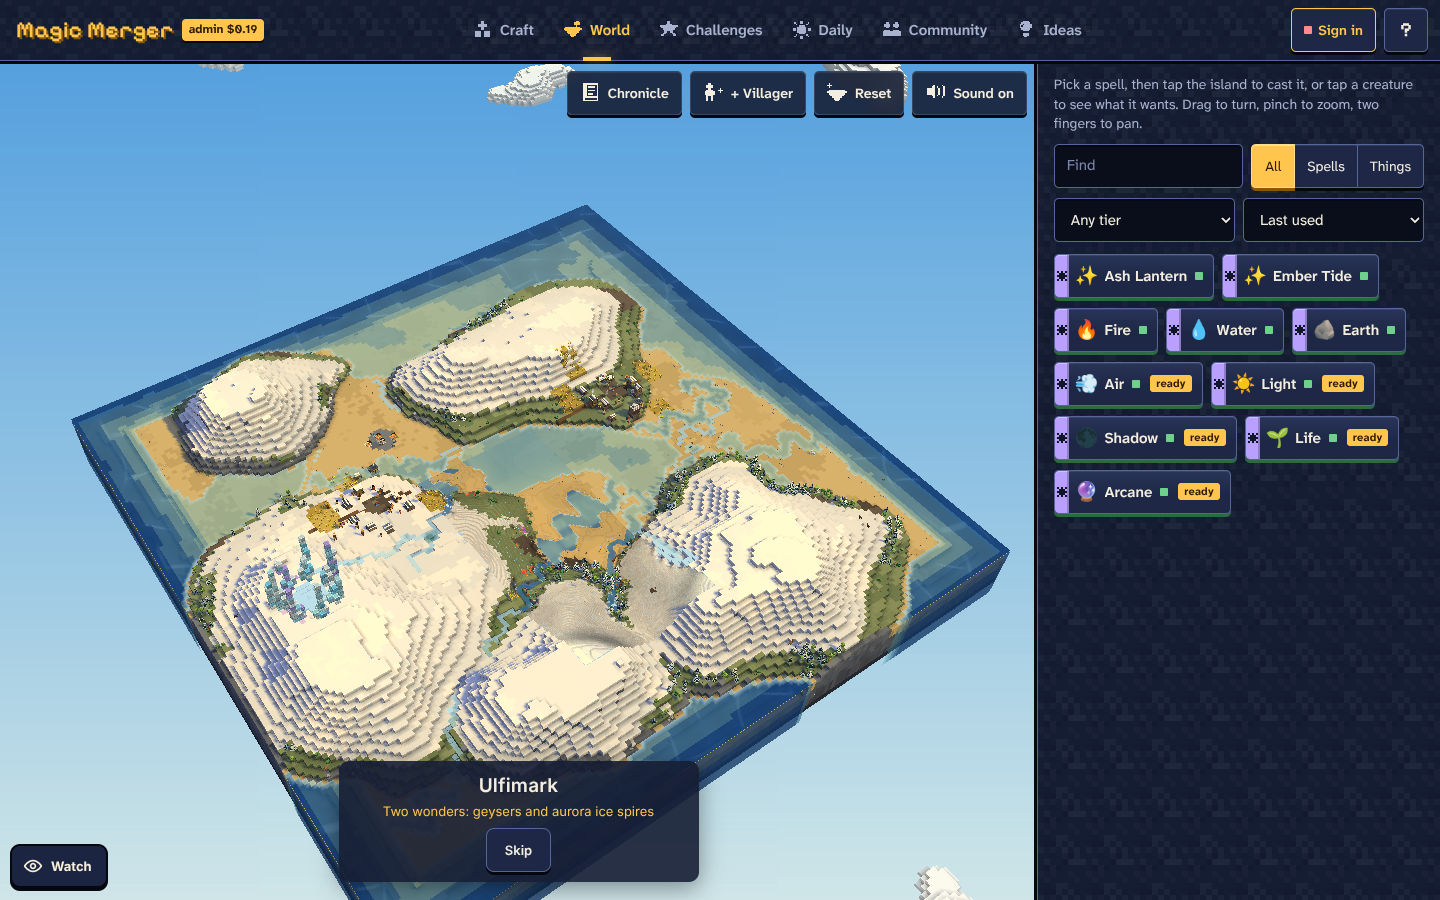 Magic Merger
admin $0.19
Craft
World
Challenges
Daily
Community
Ideas
Sign in
?
Chronicle
+ Villager
Reset
Sound on
Pick a spell, then tap the island to cast it, or tap a creature
to see what it wants. Drag to turn, pinch to zoom, two
fingers to pan.
Find
All
Spells
Things
Any tier
Last used
Ash Lantern
Ember Tide
Fire
Water
Earth
Air ready
Light ready
Shadow ready
Life ready
Arcane ready
Ulfimark
Two wonders: geysers and aurora ice spires
Skip
Watch